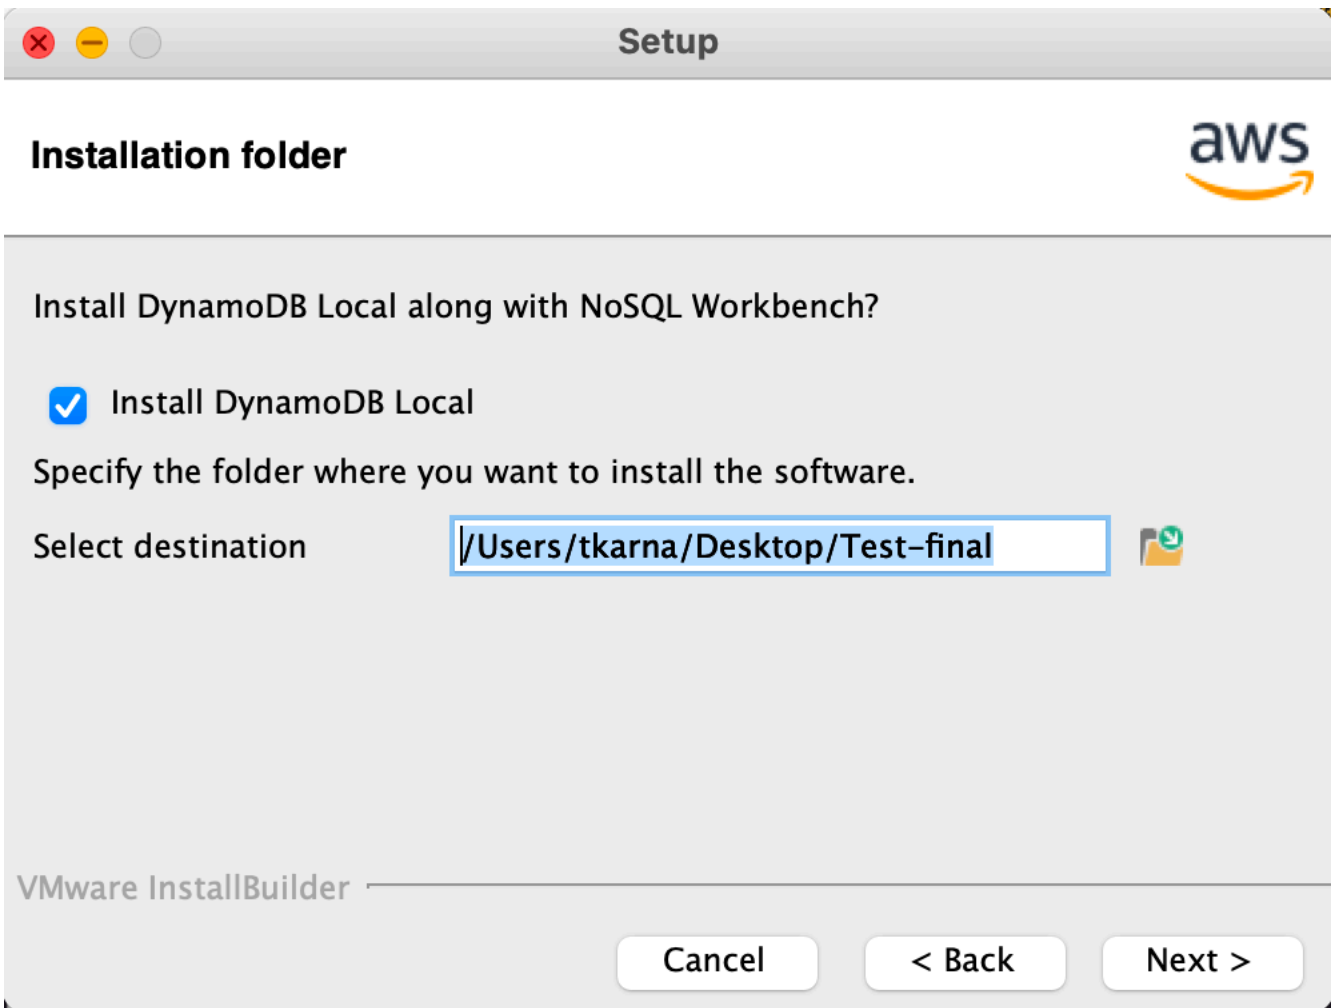 Setup
Installation folder
aws
Install DynamoDB Local along with NoSQL Workbench?
Install DynamoDB Local
Specify the folder where you want to install the software.
Select destination /Users/tkarna/Desktop/Test-final
VMware InstallBuilder
Cancel < Back Next >